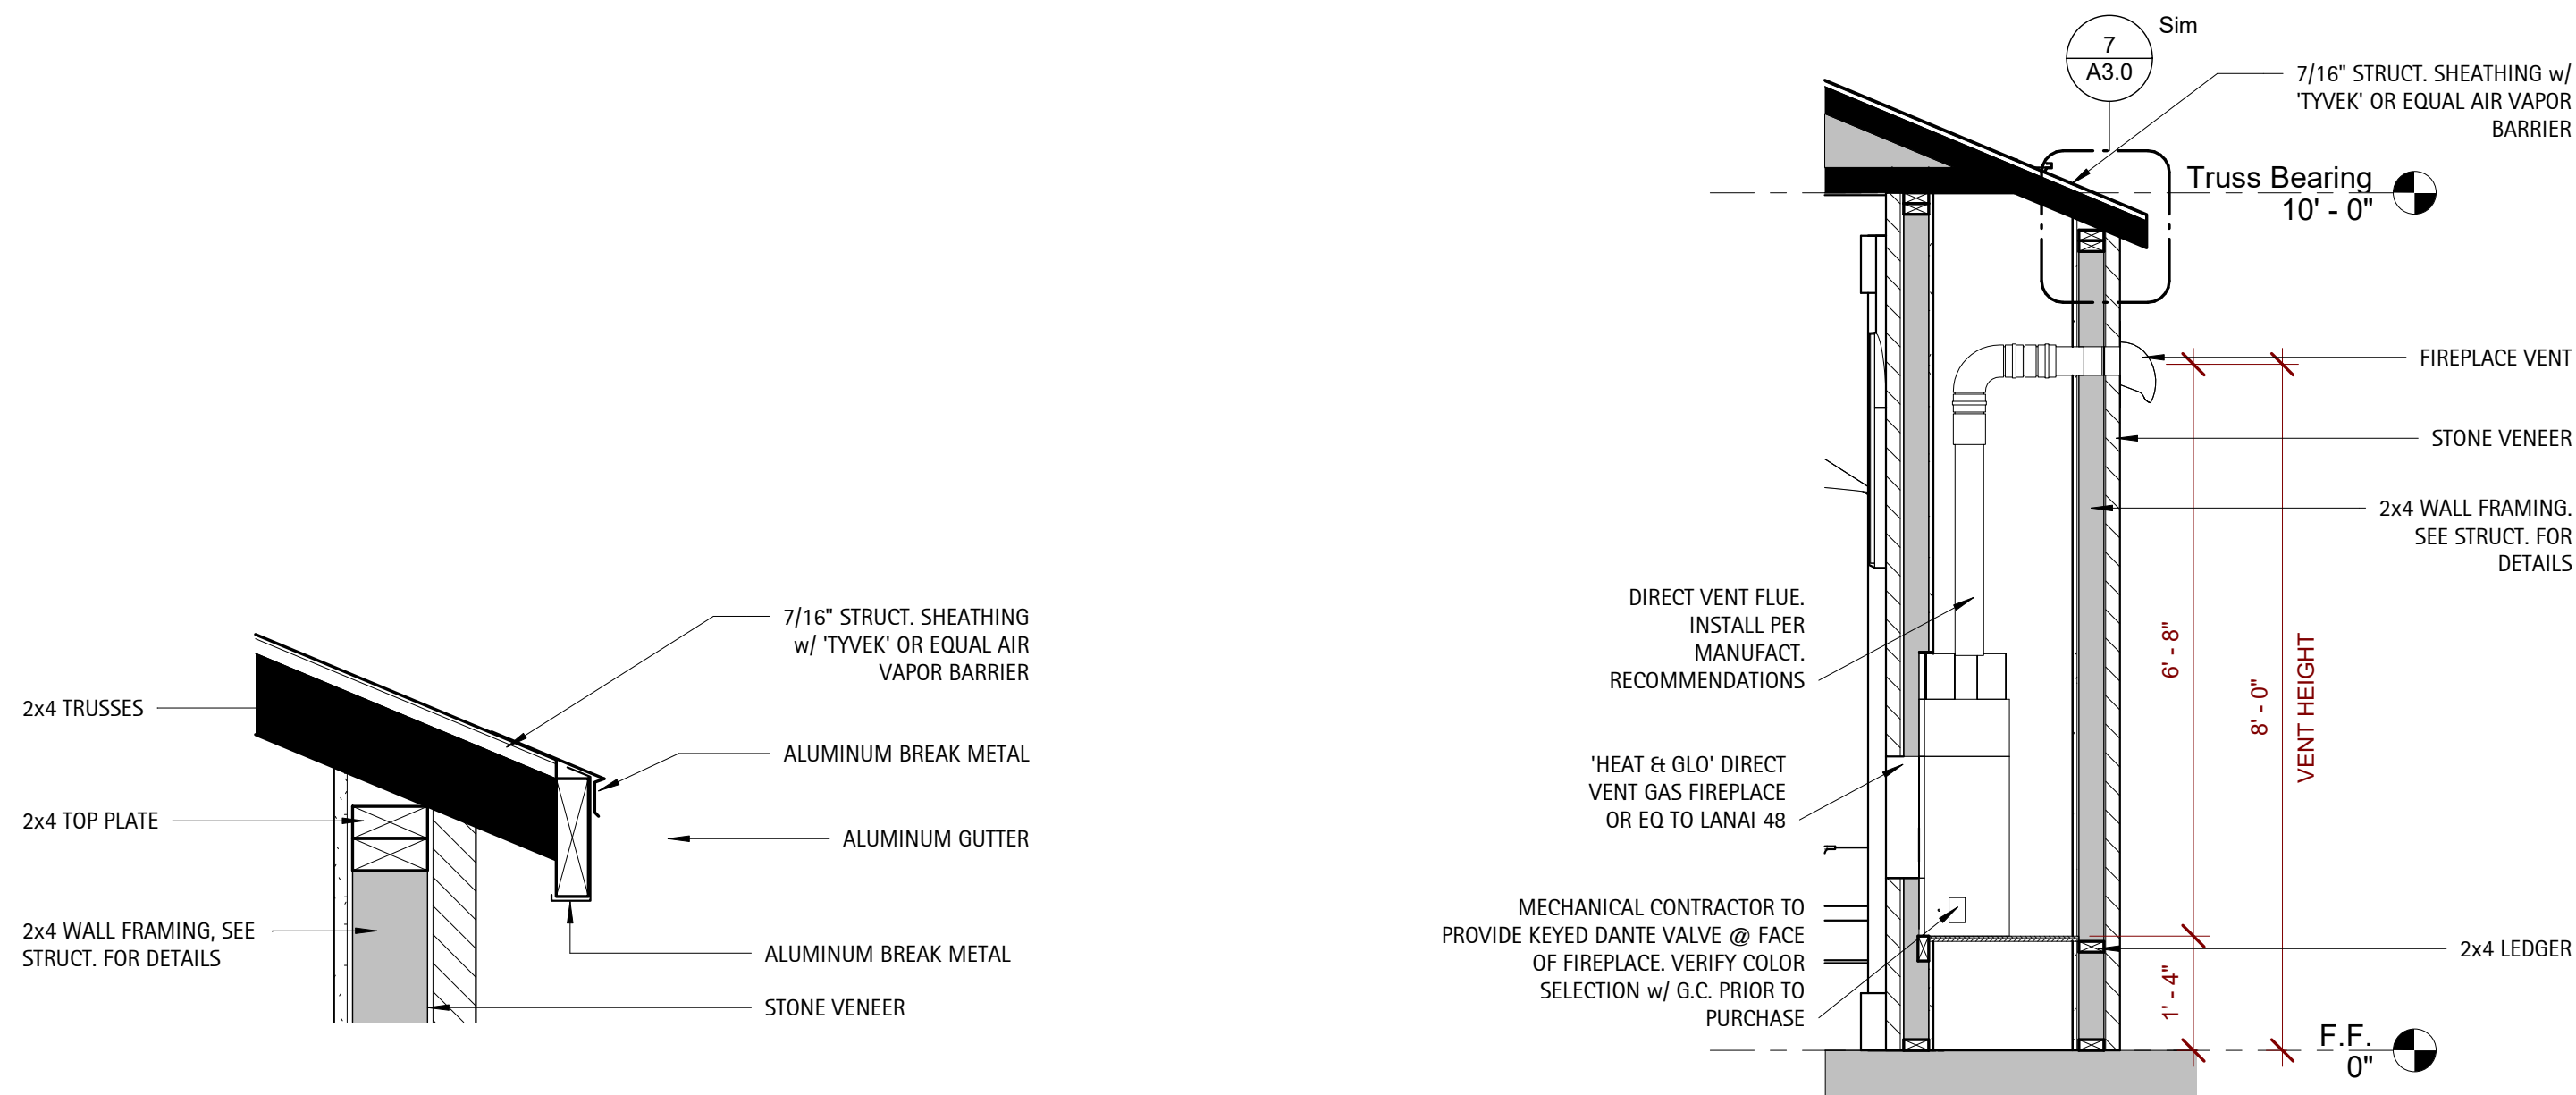 7/16" STRUCT. SHEATHING
w/ 'TYVEK' OR EQUAL AIR
VAPOR BARRIER
2x4 TRUSSES
ALUMINUM BREAK METAL
2x4 TOP PLATE
ALUMINUM GUTTER
2x4 WALL FRAMING, SEE
STRUCT. FOR DETAILS
ALUMINUM BREAK METAL
STONE VENEER
7
A3.0
Sim
7/16" STRUCT. SHEATHING w/
'TYVEK' OR EQUAL AIR VAPOR
BARRIER
Truss Bearing
10' - 0"
FIREPLACE VENT
STONE VENEER
2x4 WALL FRAMING.
SEE STRUCT. FOR
DETAILS
DIRECT VENT FLUE.
INSTALL PER
MANUFACT.
RECOMMENDATIONS
6' - 8"
8' - 0"
VENT HEIGHT
'HEAT & GLO' DIRECT
VENT GAS FIREPLACE
OR EQ TO LANAI 48
MECHANICAL CONTRACTOR TO
PROVIDE KEYED DANTE VALVE @ FACE
OF FIREPLACE. VERIFY COLOR
SELECTION w/ G.C. PRIOR TO
PURCHASE
2x4 LEDGER
1' - 4"
F.F.
0"